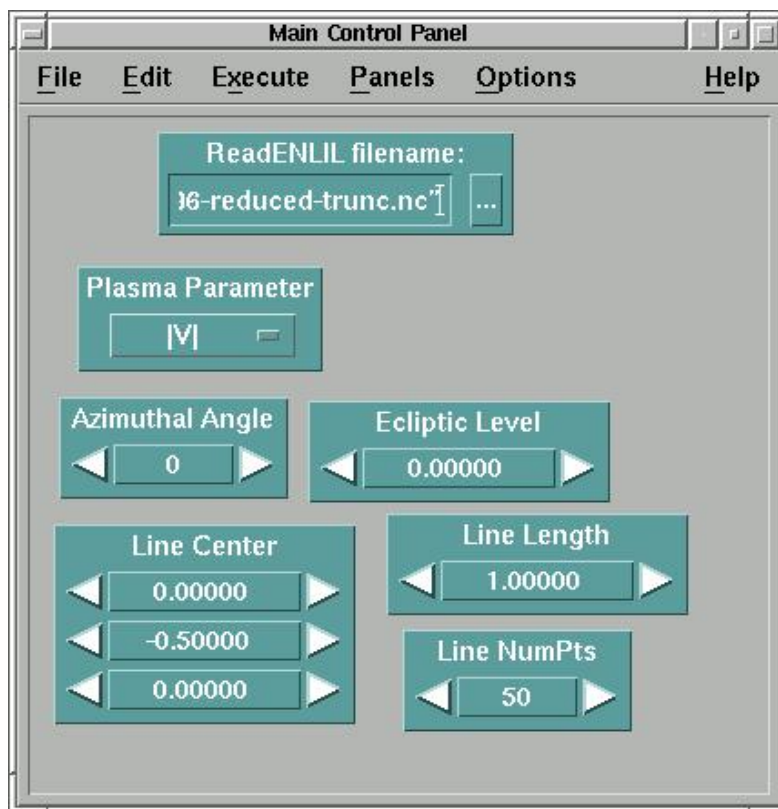 Main Control Panel
File Edit Execute Panels Options Help
ReadENLIL filename:
06-reduced-trunc.nc"
...
Plasma Parameter
|V|
Azimuthal Angle
0
Ecliptic Level
0.00000
Line Center
0.00000
-0.50000
0.00000
Line Length
1.00000
Line NumPts
50